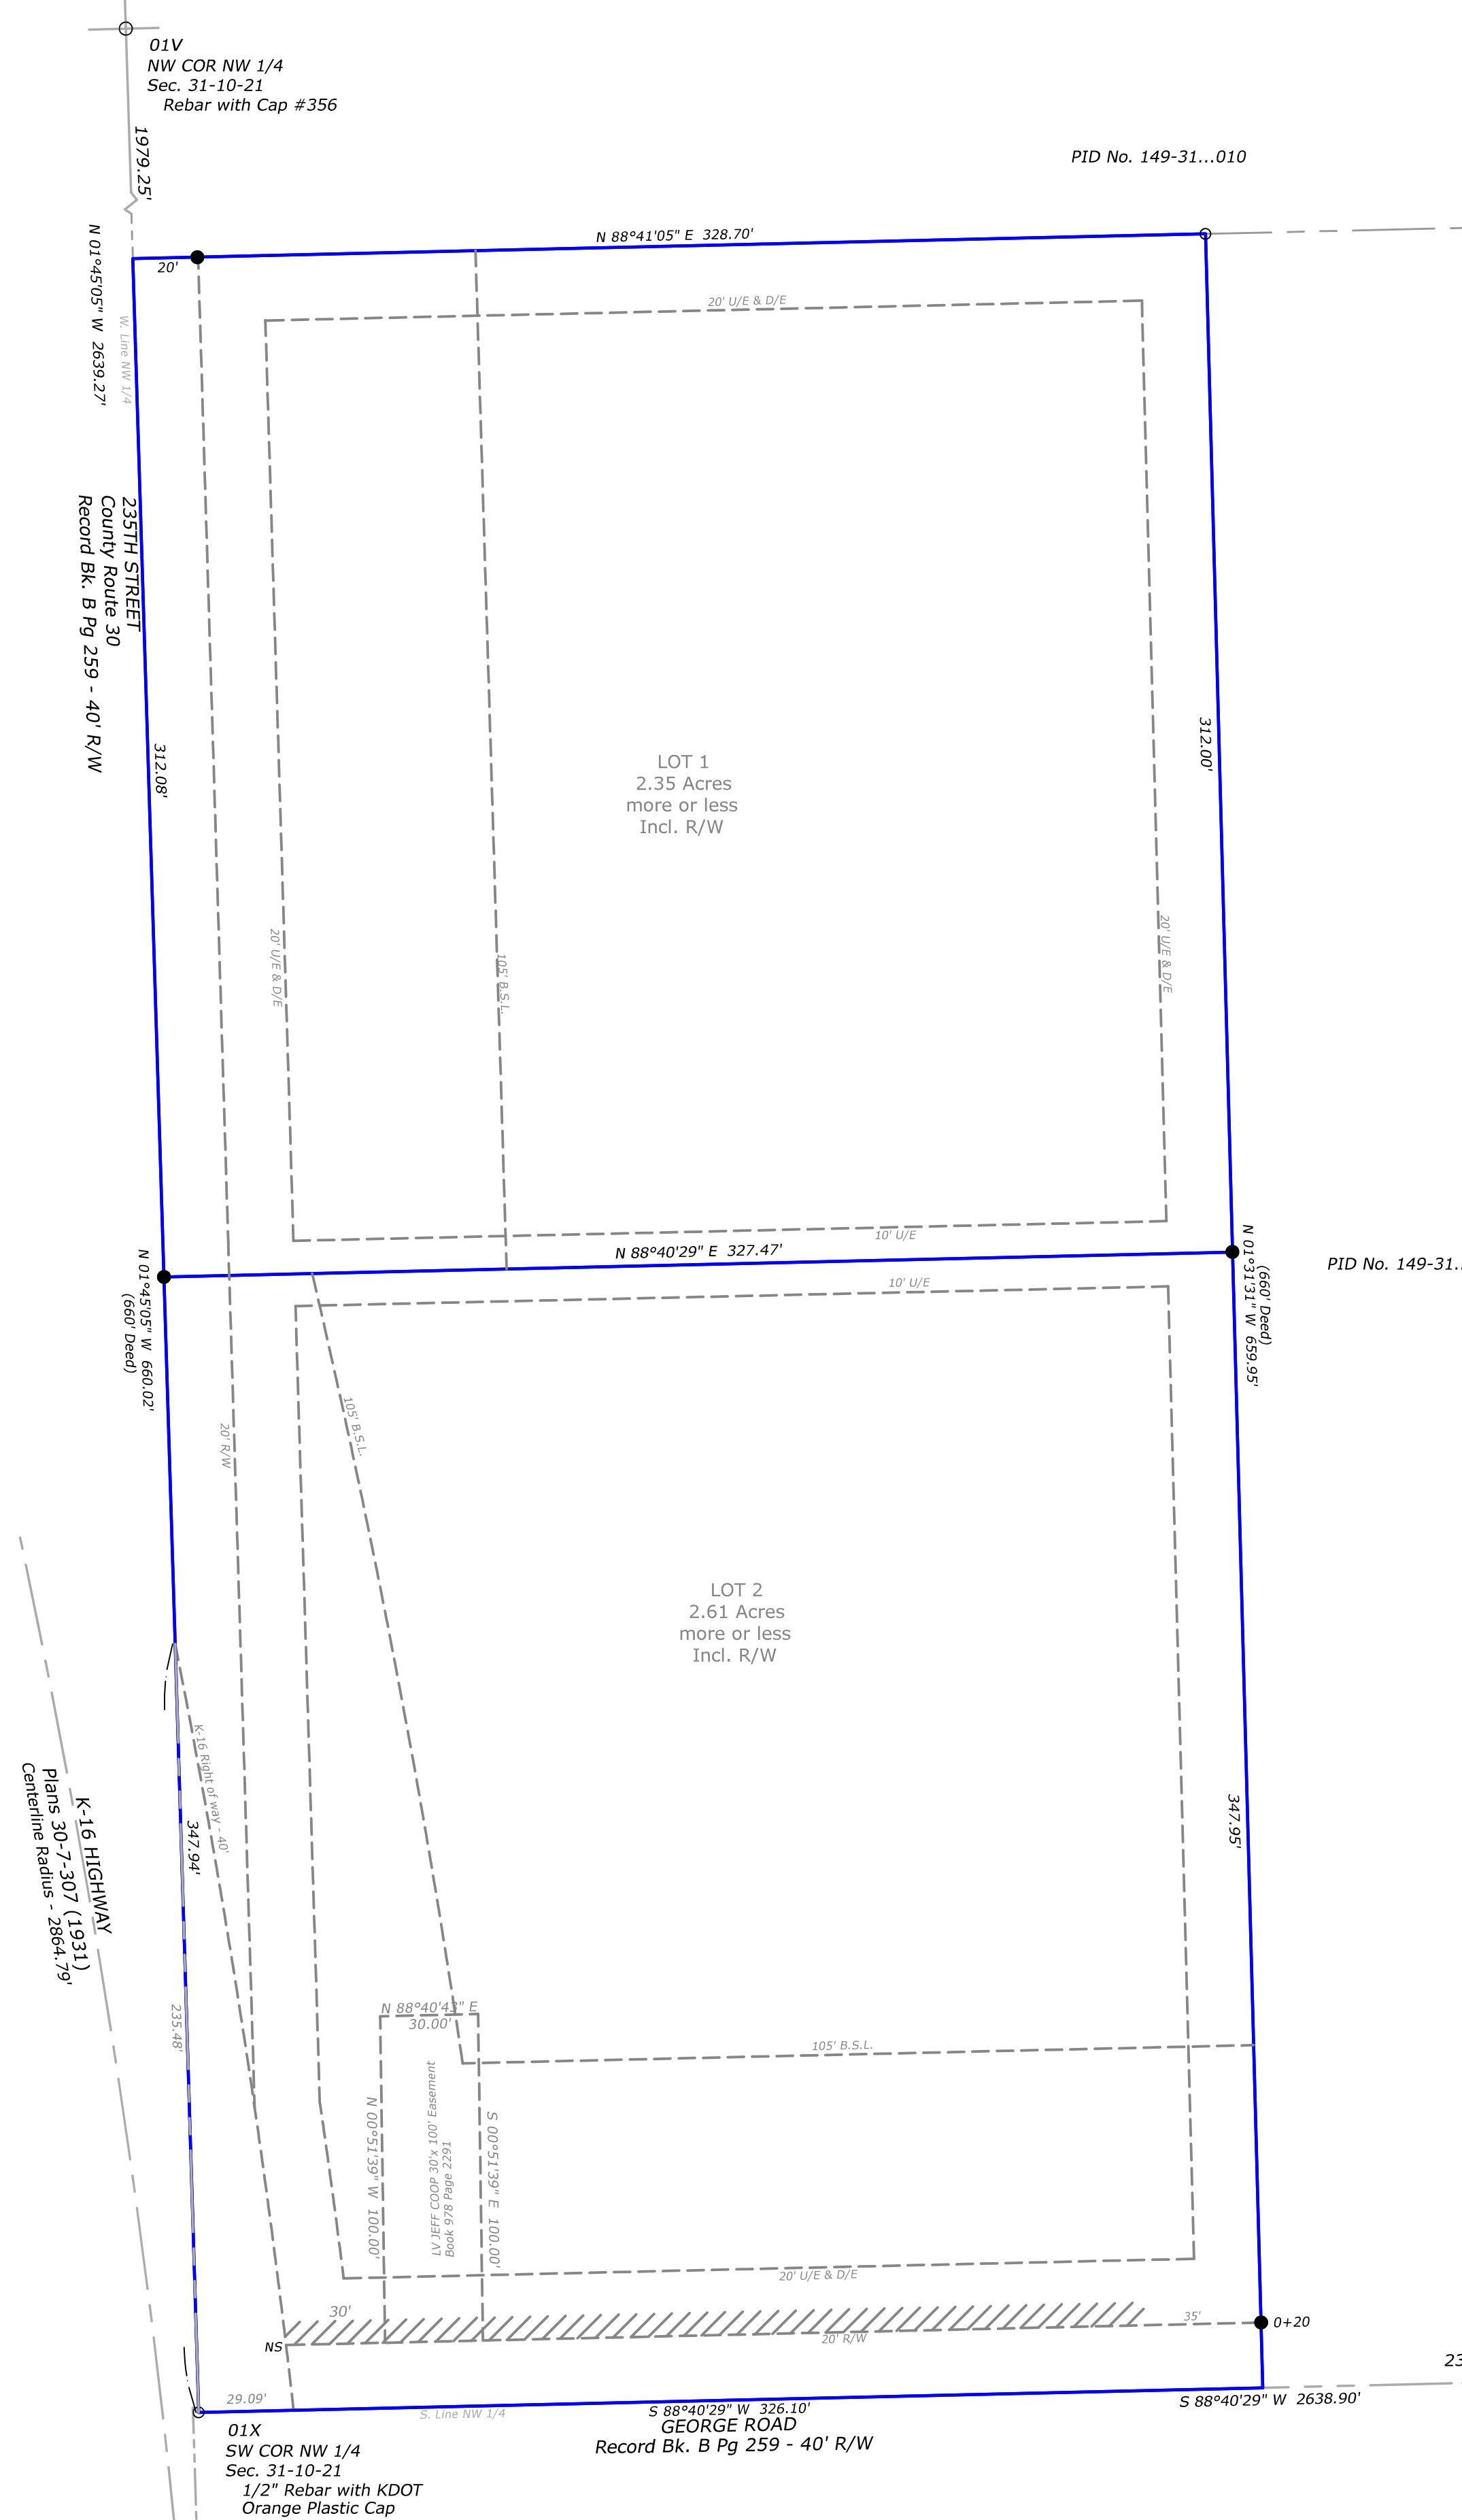 01V
NW COR NW 1/4
Sec. 31-10-21
Rebar with Cap #356
1979.25'
PID No. 149-31...010
N 88°41'05" E 328.70'
20'
N 01°45'05" W 2639.27'
W. Line NW 1/4
20' U/E & D/E
235TH STREET
County Route 30
Record Bk. B Pg 259 - 40' R/W
312.08'
312.00'
LOT 1
2.35 Acres
more or less
Incl. R/W
20' U/E & D/E
105' B.S.L.
20' U/E & D/E
10' U/E
N 88°40'29" E 327.47'
10' U/E
N 01°45'05" W 660.02'
(660' Deed)
N 01°31'31" W 659.95'
(660' Deed)
PID No. 149-31..
105' B.S.L.
20' R/W
LOT 2
2.61 Acres
more or less
Incl. R/W
K-16 Right of way - 40'
K-16 HIGHWAY
Plans 30-7-307 (1931)
Centerline Radius - 2864.79'
347.94'
347.95'
235.48'
N 88°40'43" E
30.00'
105' B.S.L.
N 00°51'39" W 100.00'
LV JEFF COOP 30'x 100' Easement
Book 978 Page 2291
S 00°51'39" E 100.00'
20' U/E & D/E
30'
35'
0+20
NS
20' R/W
23
29.09'
S. Line NW 1/4
S 88°40'29" W 326.10'
S 88°40'29" W 2638.90'
GEORGE ROAD
Record Bk. B Pg 259 - 40' R/W
01X
SW COR NW 1/4
Sec. 31-10-21
1/2" Rebar with KDOT
Orange Plastic Cap